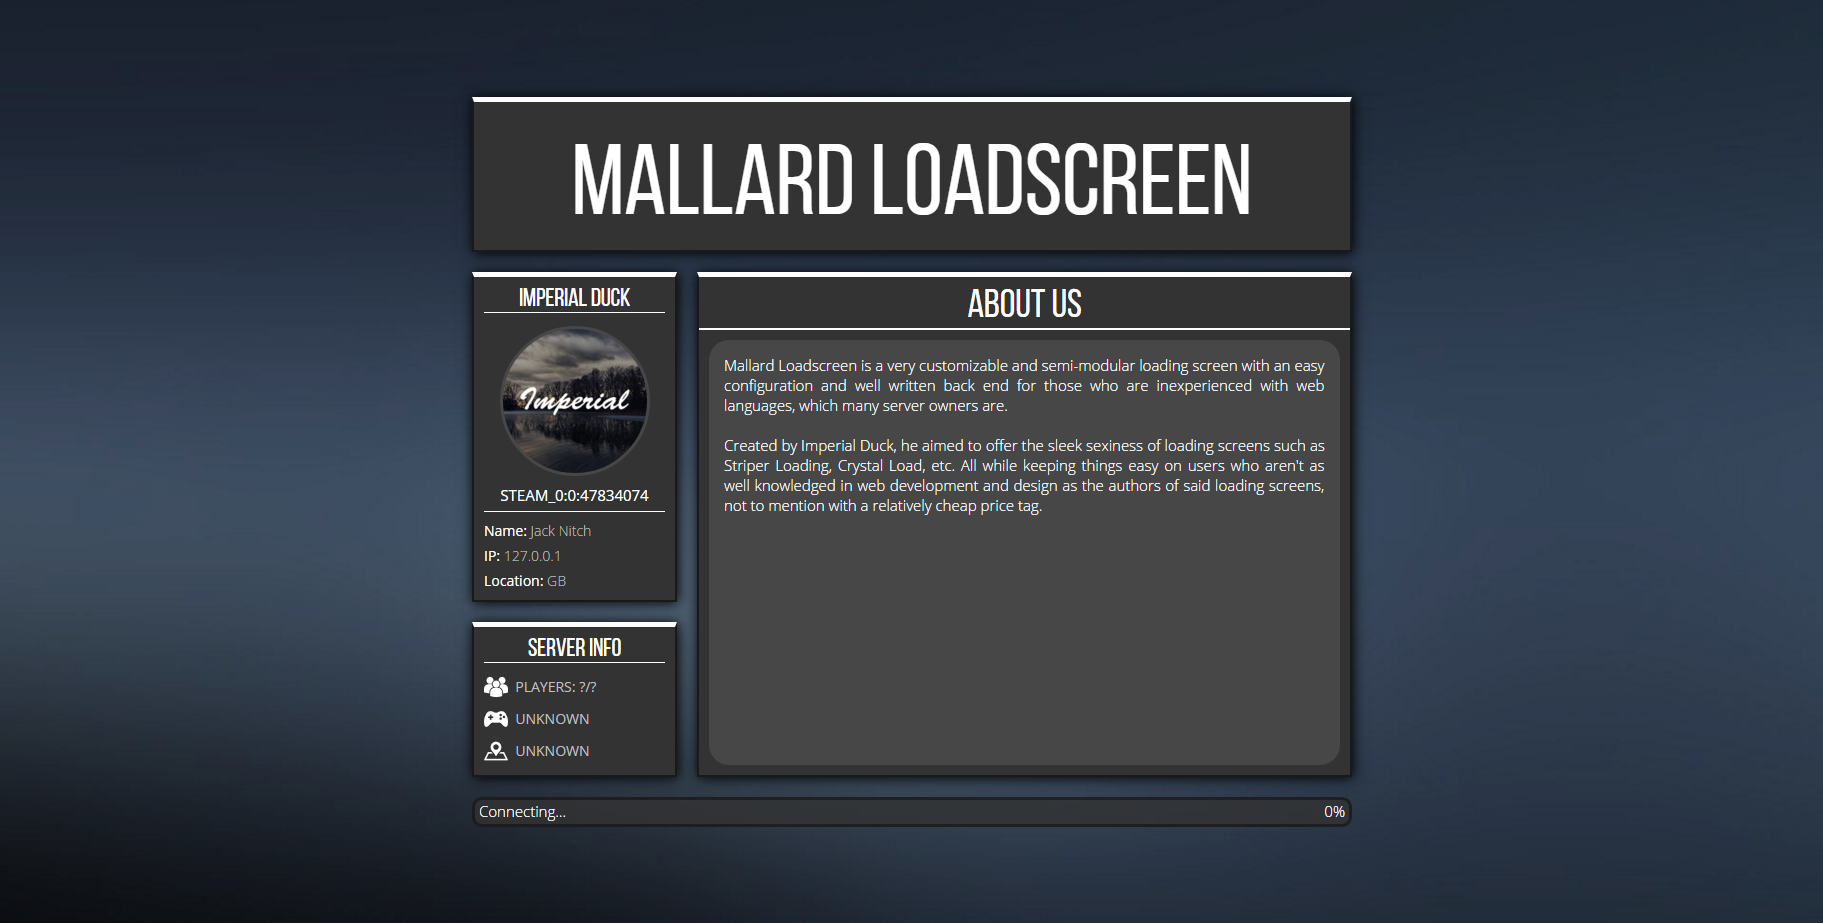 MALLARD LOADSCREEN
IMPERIAL DUCK
Imperial
STEAM_0:0:47834074
Name: Jack Nitch
IP: 127.0.0.1
Location: GB
SERVER INFO
PLAYERS: ?/?
UNKNOWN
UNKNOWN
ABOUT US
Mallard Loadscreen is a very customizable and semi-modular loading screen with an easy
configuration and well written back end for those who are inexperienced with web
languages, which many server owners are.
Created by Imperial Duck, he aimed to offer the sleek sexiness of loading screens such as
Striper Loading, Crystal Load, etc. All while keeping things easy on users who aren't as
well knowledged in web development and design as the authors of said loading screens,
not to mention with a relatively cheap price tag.
Connecting...
0%